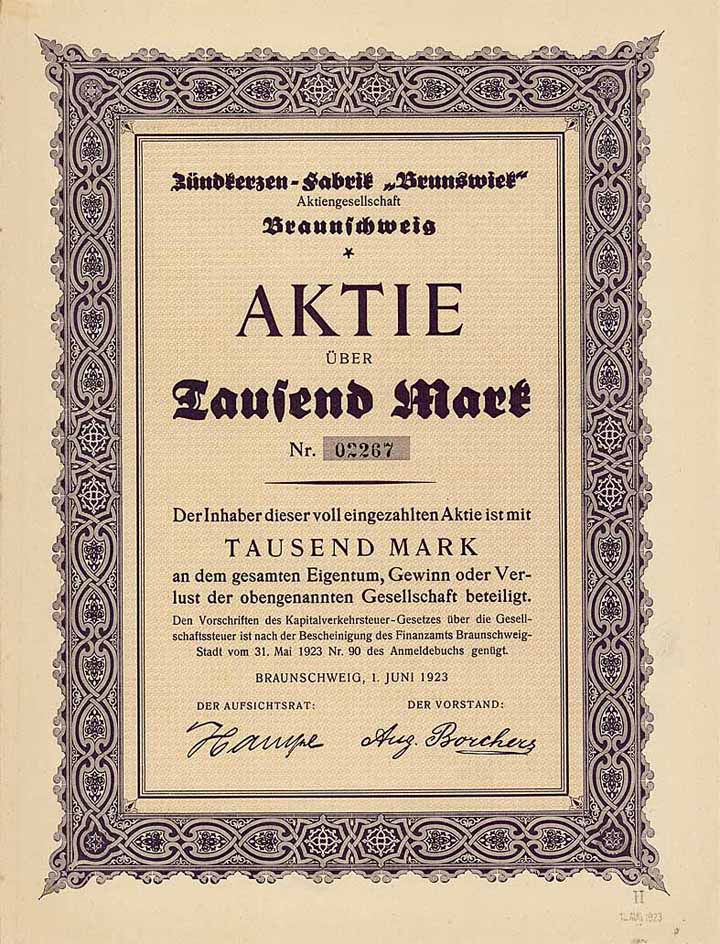 Zündkerzen-Fabrik „Brunswiek“
Aktiengesellschaft
Braunschweig
*
AKTIE
ÜBER
Tausend Mark
Nr. 02267
Der Inhaber dieser voll eingezahlten Aktie ist mit
TAUSEND MARK
an dem gesamten Eigentum, Gewinn oder Ver-
lust der obengenannten Gesellschaft beteiligt.
Den Vorschriften des Kapitalverkehrsteuer-Gesetzes über die Gesell-
schaftssteuer ist nach der Bescheinigung des Finanzamts Braunschweig-
Stadt vom 31. Mai 1923 Nr. 90 des Anmeldebuchs genügt.
BRAUNSCHWEIG, 1. JUNI 1923
DER AUFSICHTSRAT: DER VORSTAND:
Hampe Aug. Borchers
H
AUG 1923